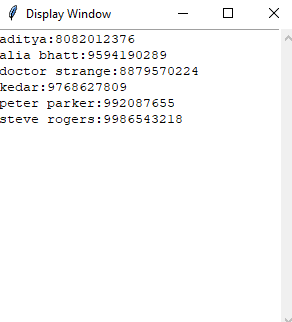 Display Window
aditya:8082012376
alia bhatt:9594190289
doctor strange:8879570224
kedar:9768627809
peter parker:992087655
steve rogers:9986543218